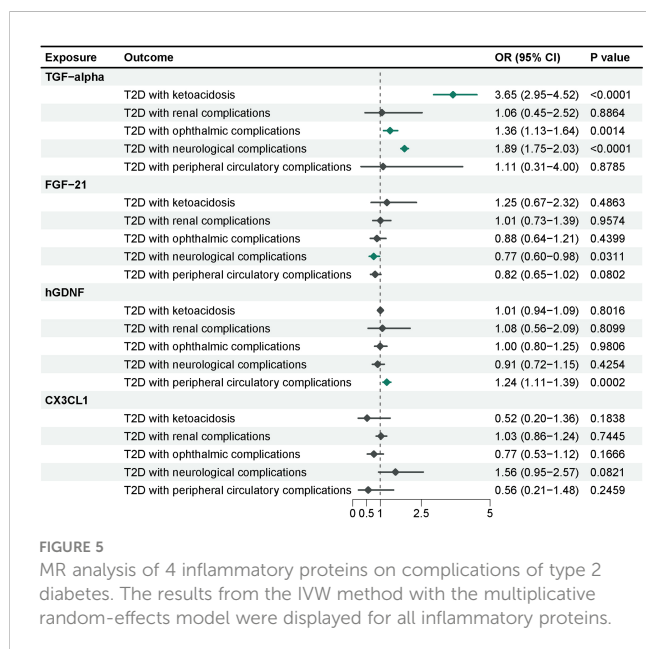 Exposure Outcome OR (95% CI) P value
TGF−alpha
T2D with ketoacidosis 3.65 (2.95−4.52) <0.0001
T2D with renal complications 1.06 (0.45−2.52) 0.8864
T2D with ophthalmic complications 1.36 (1.13−1.64) 0.0014
T2D with neurological complications 1.89 (1.75−2.03) <0.0001
T2D with peripheral circulatory complications 1.11 (0.31−4.00) 0.8785
FGF−21
T2D with ketoacidosis 1.25 (0.67−2.32) 0.4863
T2D with renal complications 1.01 (0.73−1.39) 0.9574
T2D with ophthalmic complications 0.88 (0.64−1.21) 0.4399
T2D with neurological complications 0.77 (0.60−0.98) 0.0311
T2D with peripheral circulatory complications 0.82 (0.65−1.02) 0.0802
hGDNF
T2D with ketoacidosis 1.01 (0.94−1.09) 0.8016
T2D with renal complications 1.08 (0.56−2.09) 0.8099
T2D with ophthalmic complications 1.00 (0.80−1.25) 0.9806
T2D with neurological complications 0.91 (0.72−1.15) 0.4254
T2D with peripheral circulatory complications 1.24 (1.11−1.39) 0.0002
CX3CL1
T2D with ketoacidosis 0.52 (0.20−1.36) 0.1838
T2D with renal complications 1.03 (0.86−1.24) 0.7445
T2D with ophthalmic complications 0.77 (0.53−1.12) 0.1666
T2D with neurological complications 1.56 (0.95−2.57) 0.0821
T2D with peripheral circulatory complications 0.56 (0.21−1.48) 0.2459
0 0.5 1 2.5 5
FIGURE 5
MR analysis of 4 inflammatory proteins on complications of type 2
diabetes. The results from the IVW method with the multiplicative
random-effects model were displayed for all inflammatory proteins.